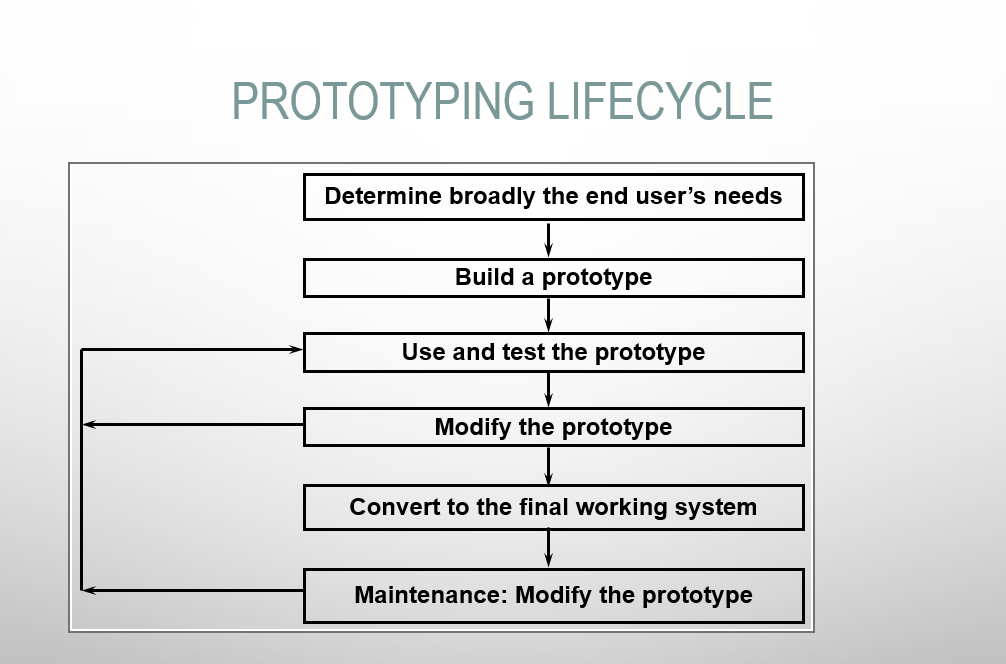 PROTOTYPING LIFECYCLE
Determine broadly the end user’s needs
Build a prototype
Use and test the prototype
Modify the prototype
Convert to the final working system
Maintenance: Modify the prototype